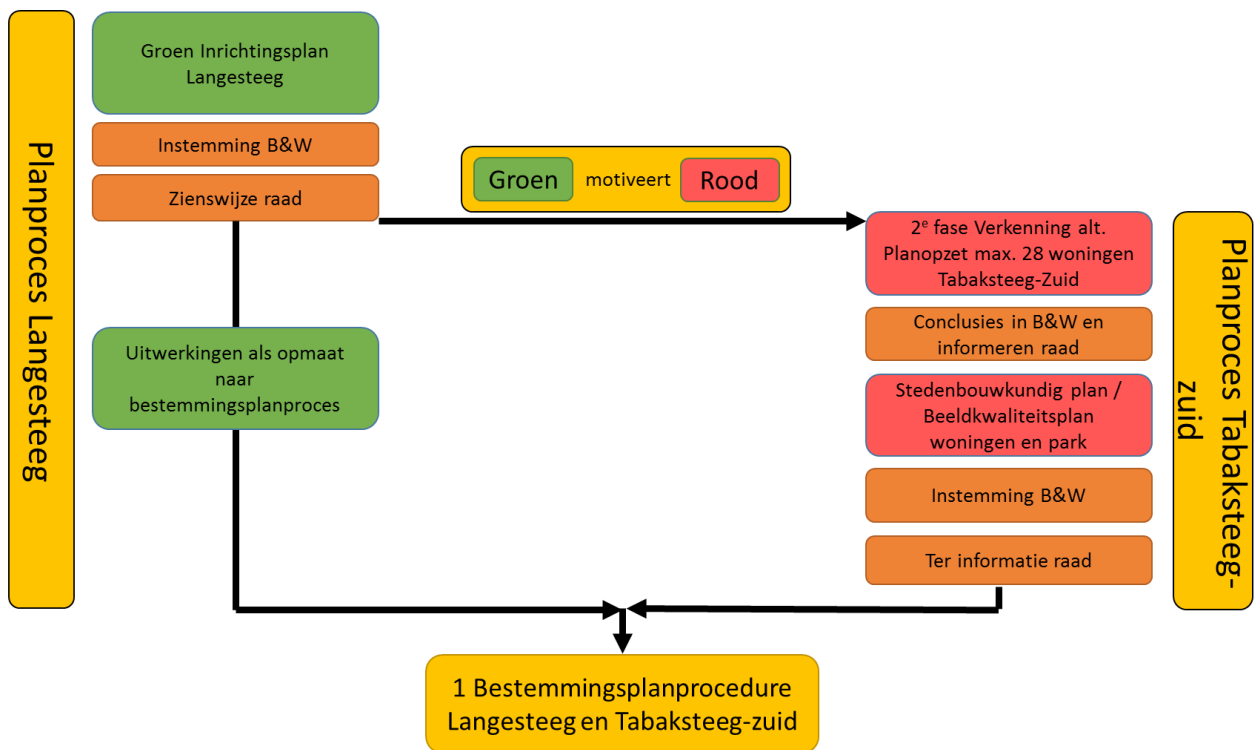 Planproces Langesteeg
Groen Inrichtingsplan
Langesteeg
Instemming B&W
Zienswijze raad
Uitwerkingen als opmaat
naar
bestemmingsplanproces
Groen motiveert Rood
2e fase Verkenning alt.
Planopzet max. 28 woningen
Tabaksteeg-Zuid
Conclusies in B&W en
informeren raad
Stedenbouwkundig plan /
Beeldkwaliteitsplan
woningen en park
Instemming B&W
Ter informatie raad
Planproces Tabaksteeg-
zuid
1 Bestemmingsplanprocedure
Langesteeg en Tabaksteeg-zuid